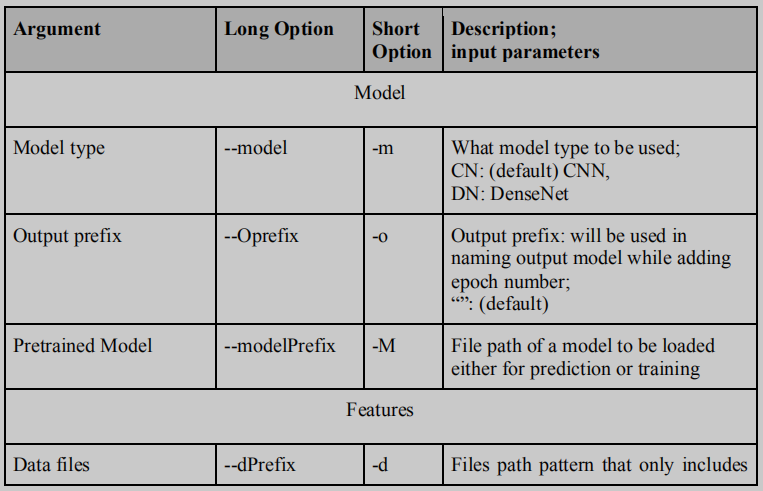 Argument Long Option Short Option Description; input parameters
Model
Model type --model -m What model type to be used;
CN: (default) CNN,
DN: DenseNet
Output prefix --Oprefix -o Output prefix: will be used in
naming output model while adding
epoch number;
“”: (default)
Pretrained Model --modelPrefix -M File path of a model to be loaded
either for prediction or training
Features
Data files --dPrefix -d Files path pattern that only includes